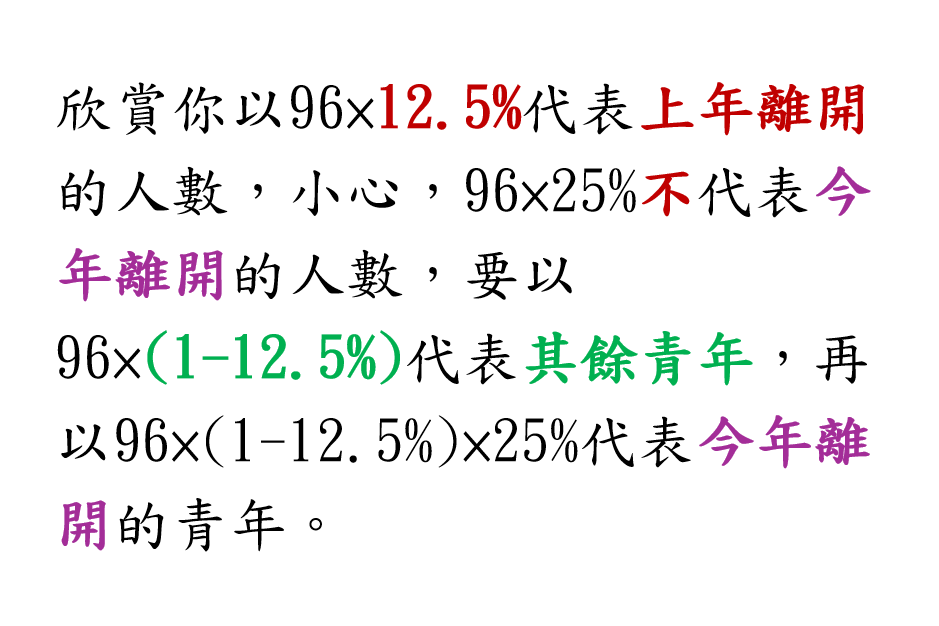 欣賞你以96×12.5%代表上年離開
的人數，小心，96×25%不代表今
年離開的人數，要以
96×(1-12.5%)代表其餘青年，再
以96×(1-12.5%)×25%代表今年離
開的青年。